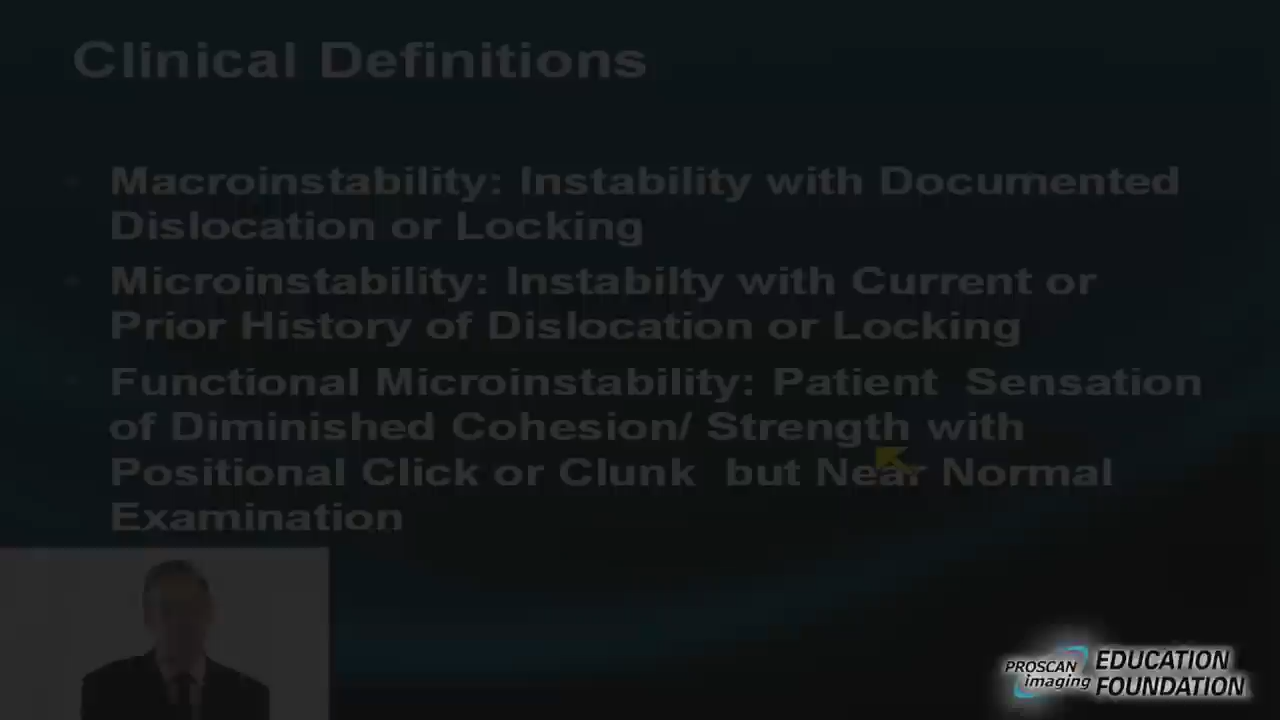 Clinical Definitions
Macroinstability: Instability with Documented
Dislocation or Locking
Microinstability: Instabilty with Current or
Prior History of Dislocation or Locking
Functional Microinstability: Patient Sensation
of Diminished Cohesion/ Strength with
Positional Click or Clunk but Near Normal
Examination
PROSCAN
imaging
EDUCATION
FOUNDATION